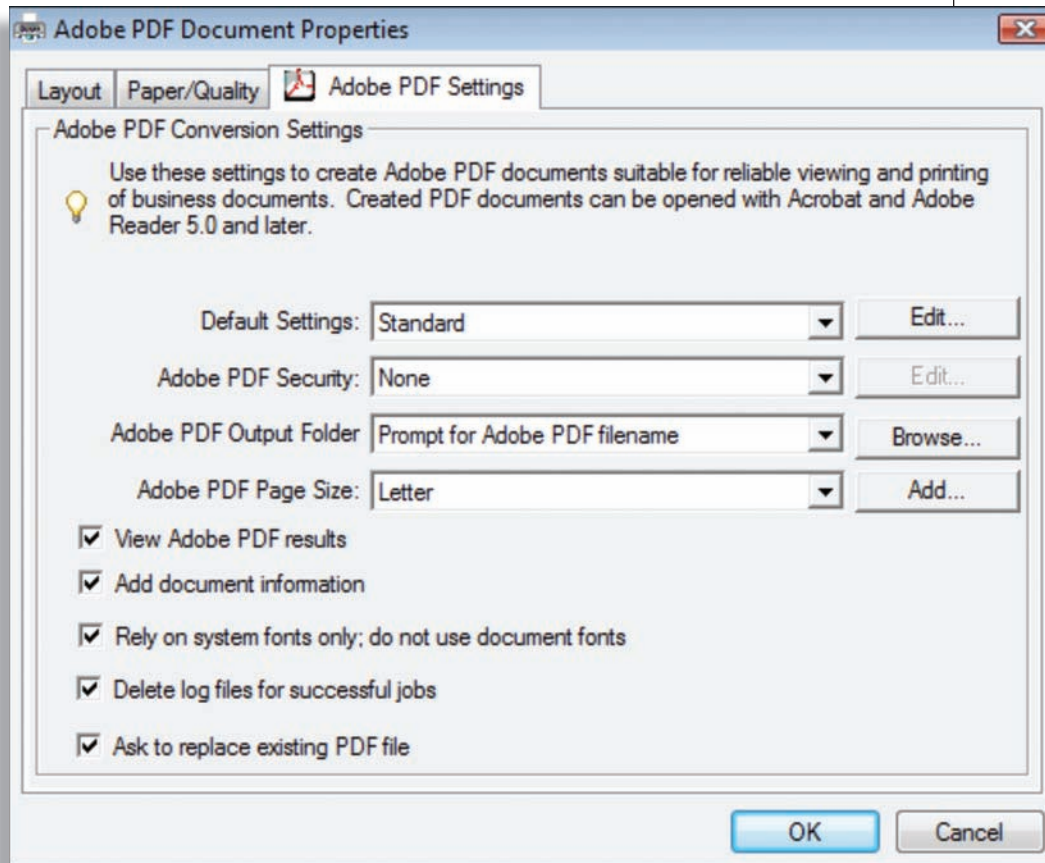 Adobe PDF Document Properties
Layout Paper/Quality Adobe PDF Settings
Adobe PDF Conversion Settings
Use these settings to create Adobe PDF documents suitable for reliable viewing and printing
of business documents. Created PDF documents can be opened with Acrobat and Adobe
Reader 5.0 and later.
Default Settings: Standard Edit...
Adobe PDF Security: None Edit...
Adobe PDF Output Folder Prompt for Adobe PDF filename Browse...
Adobe PDF Page Size: Letter Add...
View Adobe PDF results
Add document information
Rely on system fonts only; do not use document fonts
Delete log files for successful jobs
Ask to replace existing PDF file
OK Cancel